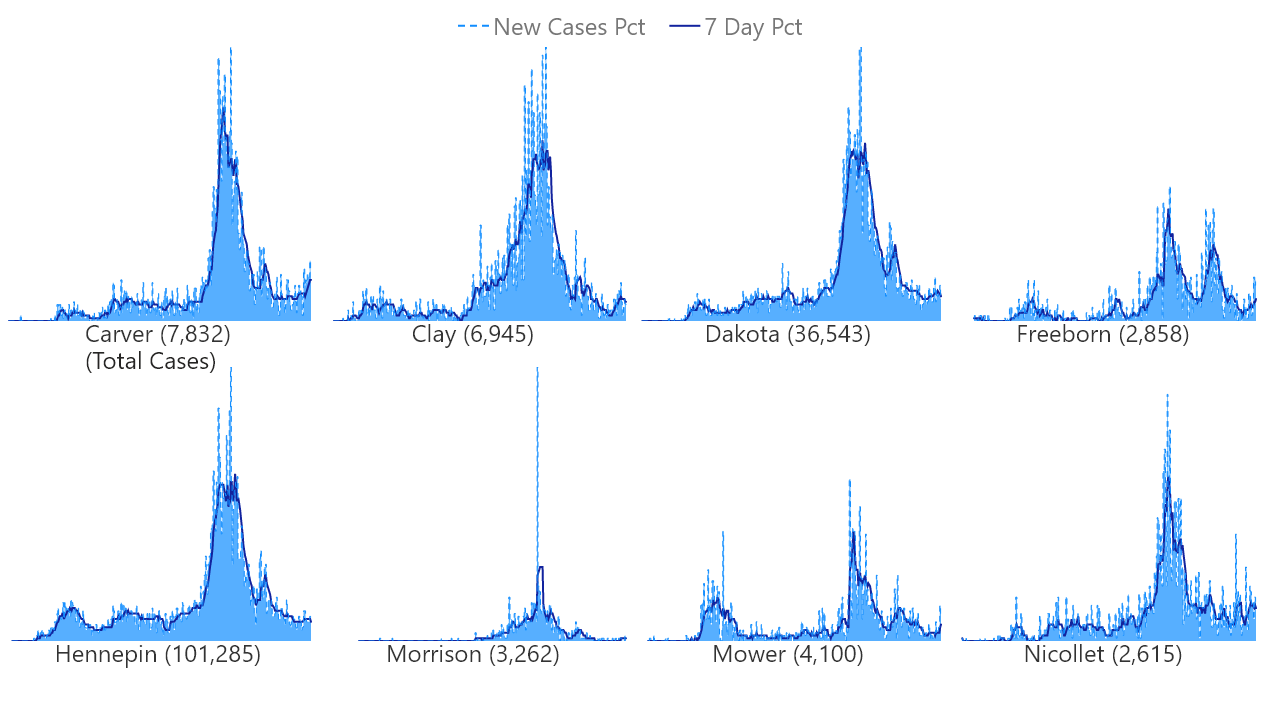 New Cases Pct 7 Day Pct
Carver (7,832) Clay (6,945) Dakota (36,543) Freeborn (2,858)
(Total Cases)
Hennepin (101,285) Morrison (3,262) Mower (4,100) Nicollet (2,615)